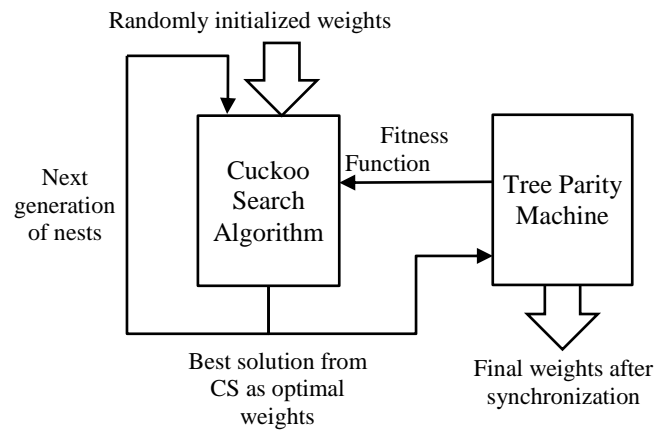 Randomly initialized weights
Fitness
Function
Cuckoo
Search
Algorithm
Tree Parity
Machine
Next
generation
of nests
Best solution from
CS as optimal
weights
Final weights after
synchronization